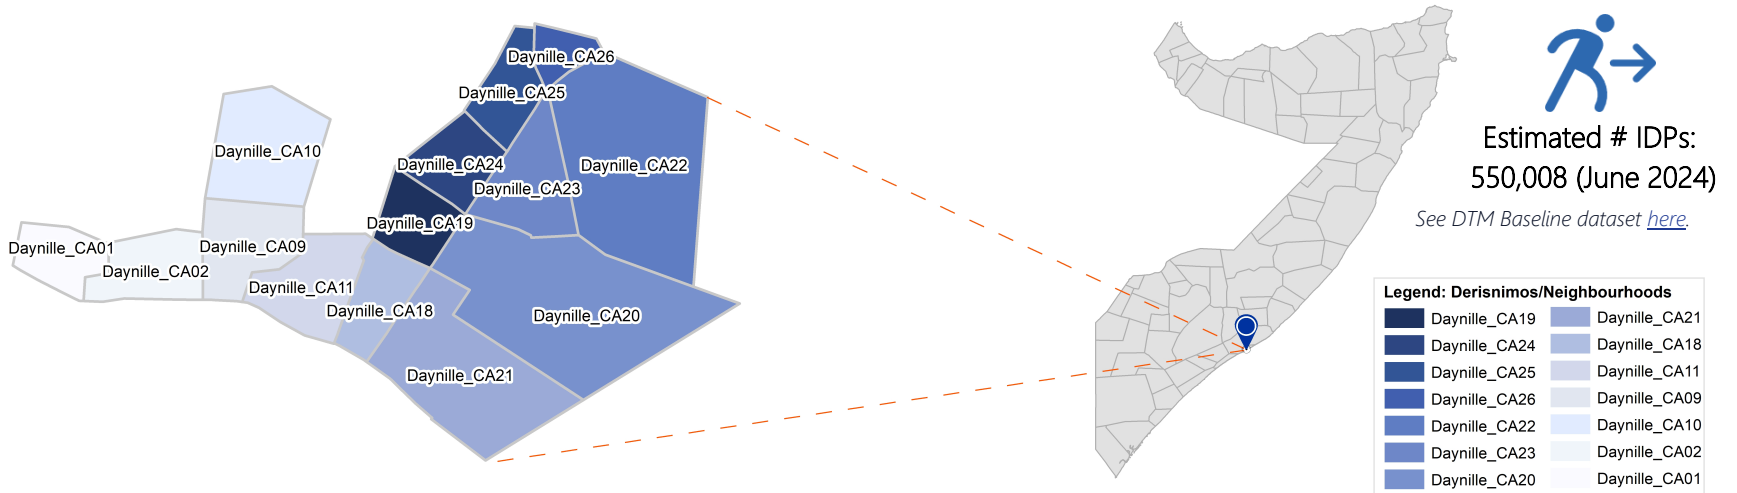 Daynille_CA26
Daynille_CA25
Daynille_CA10
Daynille_CA24
Daynille_CA22
Daynille_CA23
Daynille_CA19
Daynille_CA01
Daynille_CA09
Daynille_CA02
Daynille_CA11
Daynille_CA18
Daynille_CA20
Daynille_CA21
Estimated # IDPs:
550,008 (June 2024)
See DTM Baseline dataset here.
Legend: Derisnimos/Neighbourhoods
Daynille_CA19
Daynille_CA24
Daynille_CA25
Daynille_CA26
Daynille_CA22
Daynille_CA23
Daynille_CA20
Daynille_CA21
Daynille_CA18
Daynille_CA11
Daynille_CA09
Daynille_CA10
Daynille_CA02
Daynille_CA01